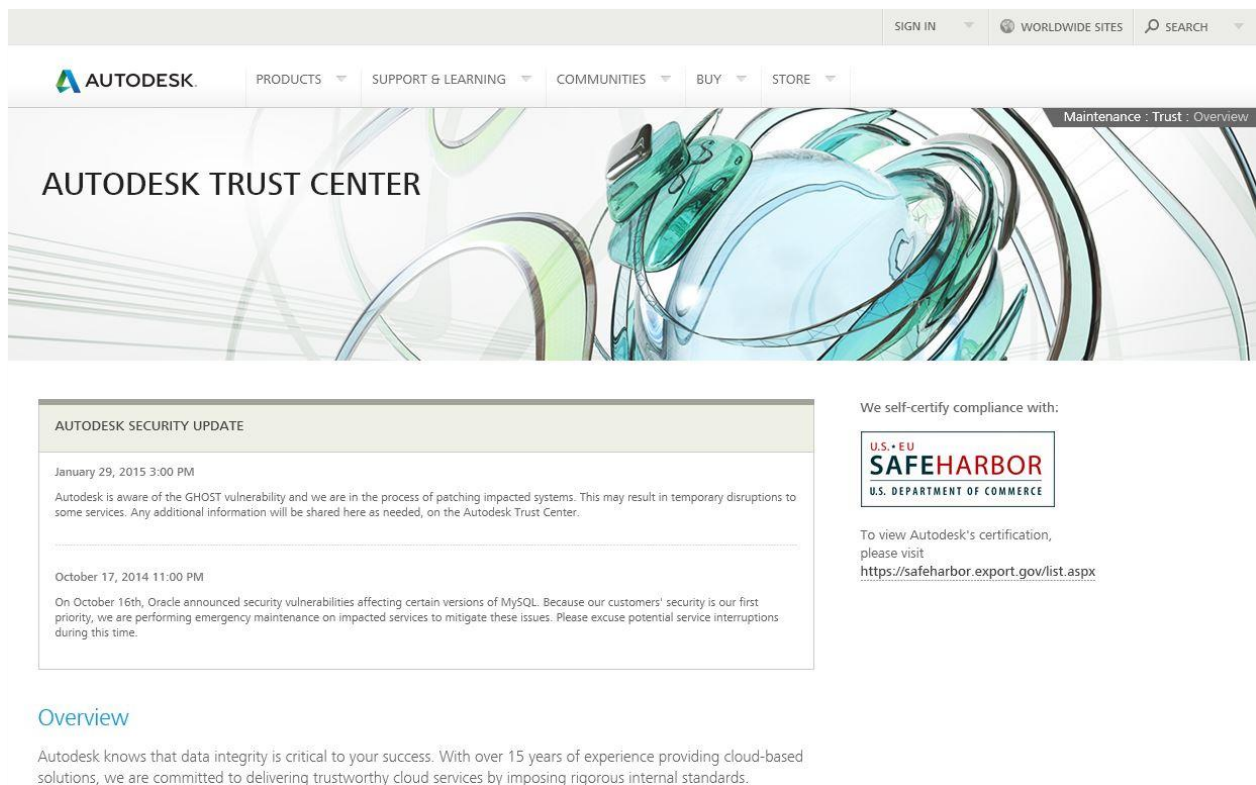 SIGN IN
WORLDWIDE SITES
SEARCH
AUTODESK.
PRODUCTS
SUPPORT & LEARNING
COMMUNITIES
BUY
STORE
Maintenance : Trust : Overview
AUTODESK TRUST CENTER
AUTODESK SECURITY UPDATE
January 29, 2015 3:00 PM
Autodesk is aware of the GHOST vulnerability and we are in the process of patching impacted systems. This may result in temporary disruptions to
some services. Any additional information will be shared here as needed, on the Autodesk Trust Center.
October 17, 2014 11:00 PM
On October 16th, Oracle announced security vulnerabilities affecting certain versions of MySQL. Because our customers' security is our first
priority, we are performing emergency maintenance on impacted services to mitigate these issues. Please excuse potential service interruptions
during this time.
We self-certify compliance with:
U.S.•EU
SAFEHARBOR
U.S. DEPARTMENT OF COMMERCE
To view Autodesk's certification,
please visit
https://safeharbor.export.gov/list.aspx
Overview
Autodesk knows that data integrity is critical to your success. With over 15 years of experience providing cloud-based
solutions, we are committed to delivering trustworthy cloud services by imposing rigorous internal standards.